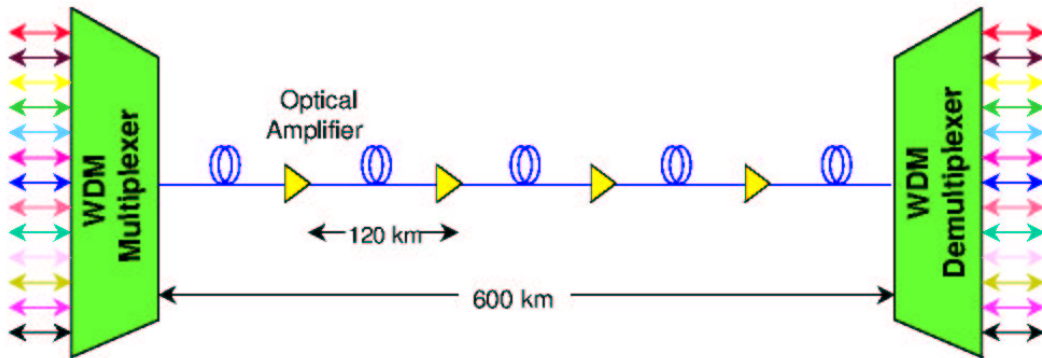 WDM
Multiplexer
Optical
Amplifier
120 km
600 km
WDM
Demultiplexer